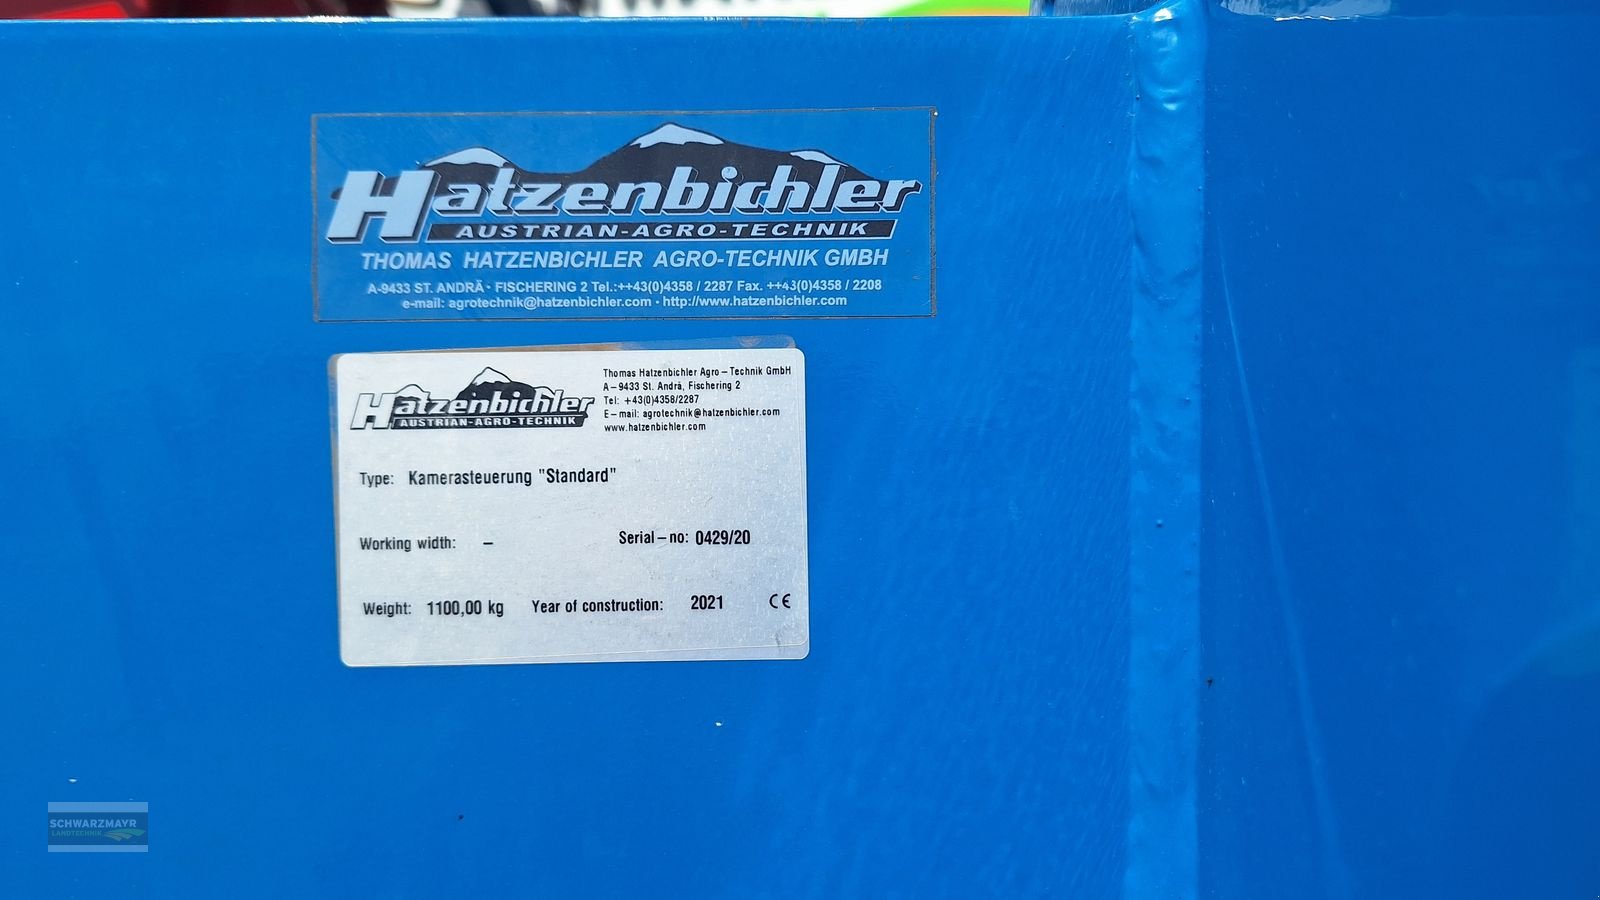 Hatzenbichler
AUSTRIAN-AGRO-TECHNIK
THOMAS HATZENBICHLER AGRO-TECHNIK GMBH
A-9433 ST. ANDRÄ · FISCHERING 2 Tel.:++43(0)4358 / 2287 Fax. ++43(0)4358 / 2208
e-mail: agrotechnik@hatzenbichler.com · http://www.hatzenbichler.com
Hatzenbichler
AUSTRIAN-AGRO-TECHNIK
Thomas Hatzenbichler Agro – Technik GmbH
A – 9433 St. Andrä, Fischering 2
Tel: +43(0)4358/2287
E – mail: agrotechnik@hatzenbichler.com
www.hatzenbichler.com
Type: Kamerasteuerung "Standard"
Working width: – Serial – no: 0429/20
Weight: 1100,00 kg Year of construction: 2021 CE
SCHWARZMAYR
LANDTECHNIK